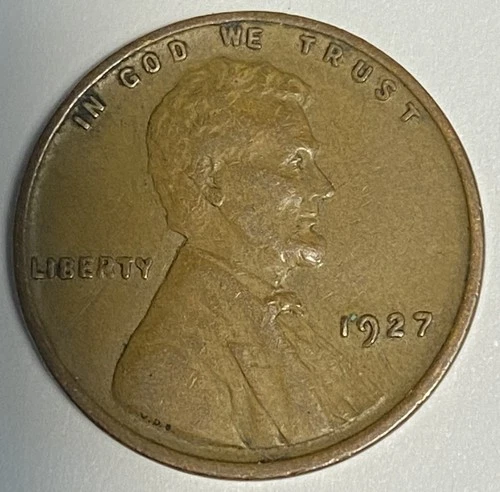 IN GOD WE TRUST
LIBERTY
1927
V.D.B